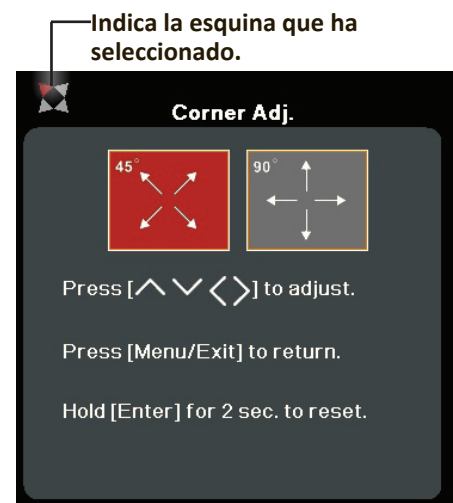 Indica la esquina que ha
seleccionado.
Corner Adj.
45° 90°
Press [∧∨<>] to adjust.
Press [Menu/Exit] to return.
Hold [Enter] for 2 sec. to reset.